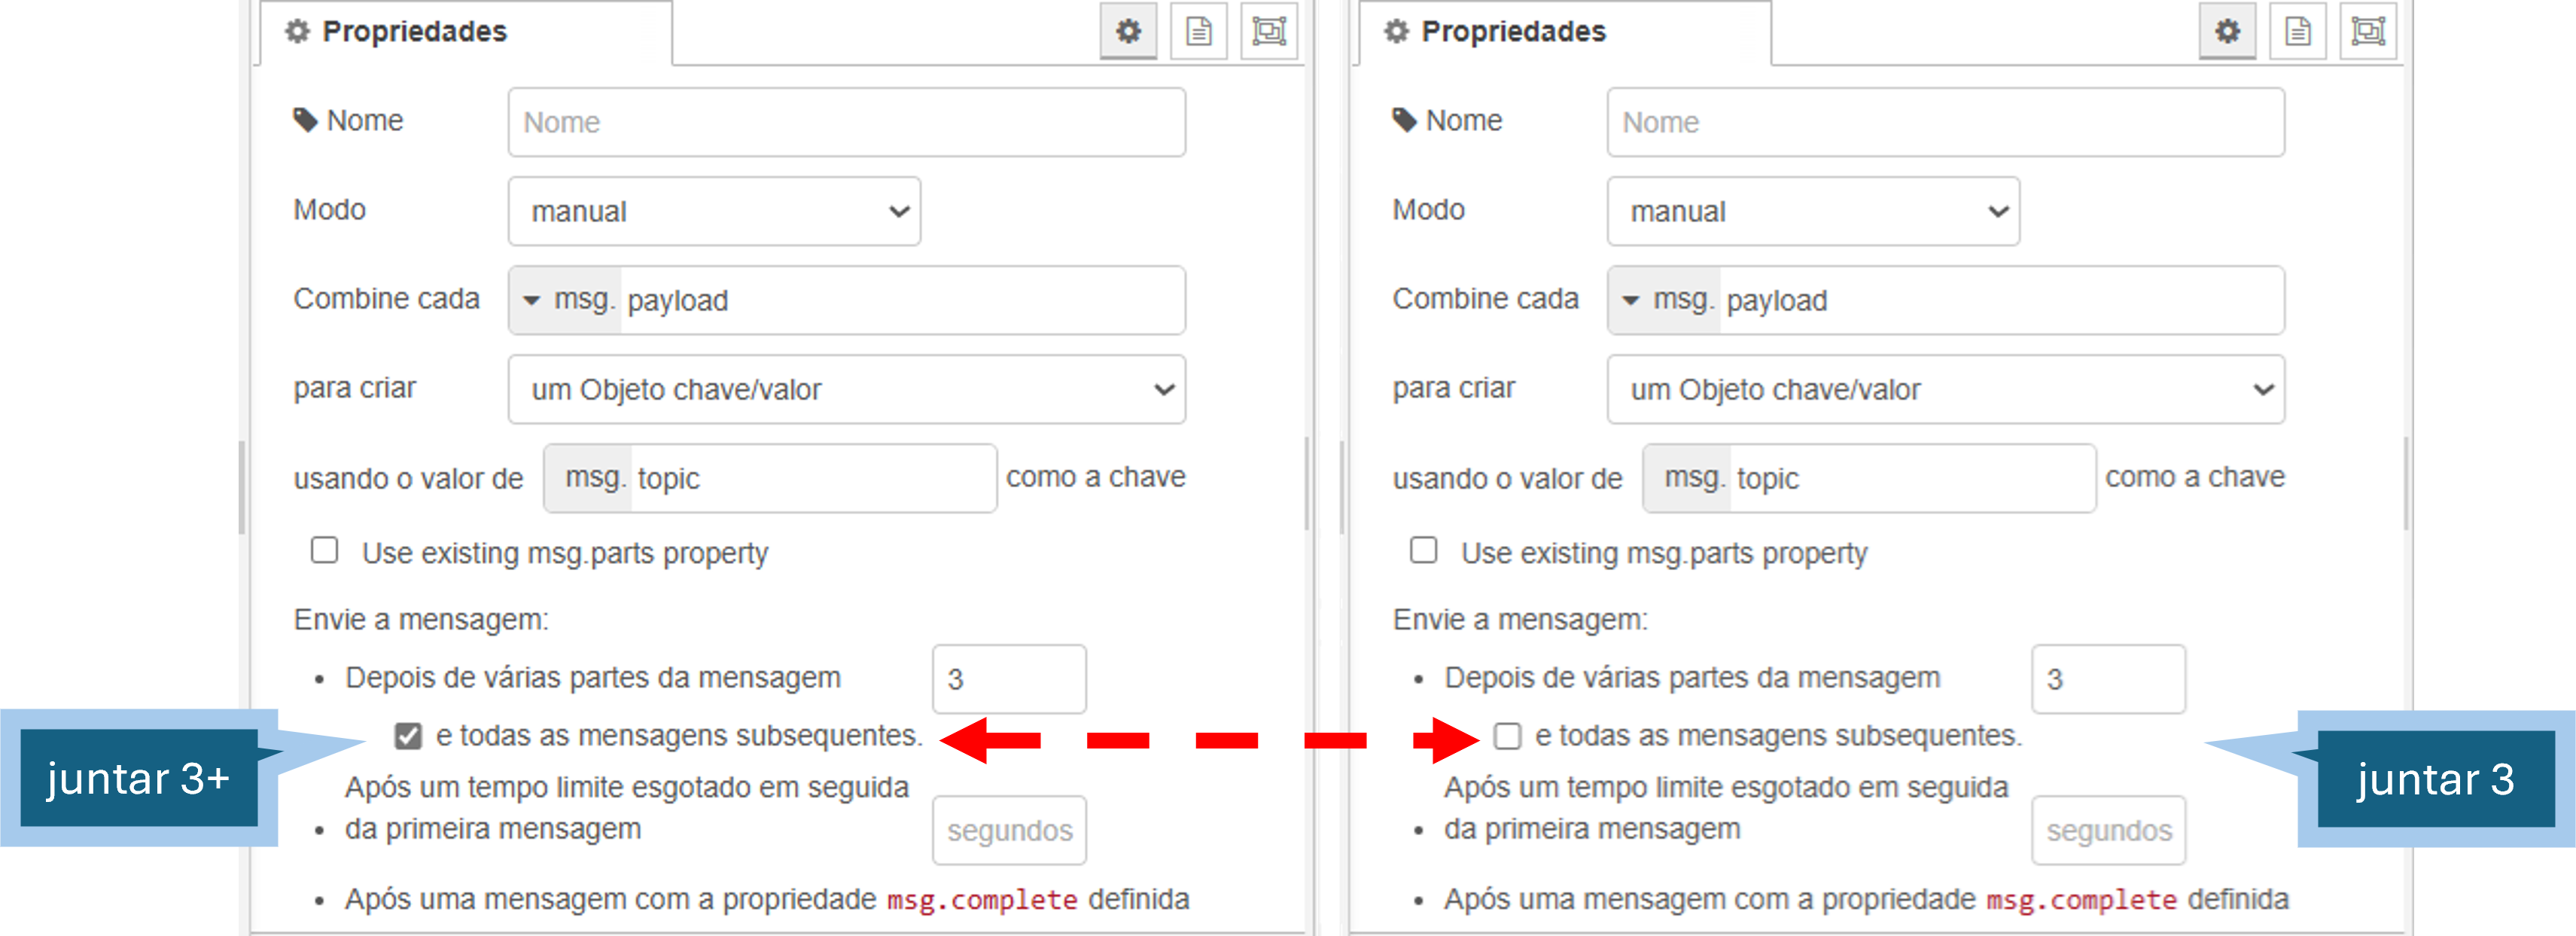 Propriedades
Nome
Nome
Modo
manual
Combine cada
msg. payload
para criar
um Objeto chave/valor
usando o valor de
msg. topic
como a chave
Use existing msg.parts property
Envie a mensagem:
• Depois de várias partes da mensagem
3
e todas as mensagens subsequentes.
juntar 3+
Após um tempo limite esgotado em seguida
• da primeira mensagem
segundos
• Após uma mensagem com a propriedade msg.complete definida
Propriedades
Nome
Nome
Modo
manual
Combine cada
msg. payload
para criar
um Objeto chave/valor
usando o valor de
msg. topic
como a chave
Use existing msg.parts property
Envie a mensagem:
• Depois de várias partes da mensagem
3
e todas as mensagens subsequentes.
juntar 3
Após um tempo limite esgotado em seguida
• da primeira mensagem
segundos
• Após uma mensagem com a propriedade msg.complete definida